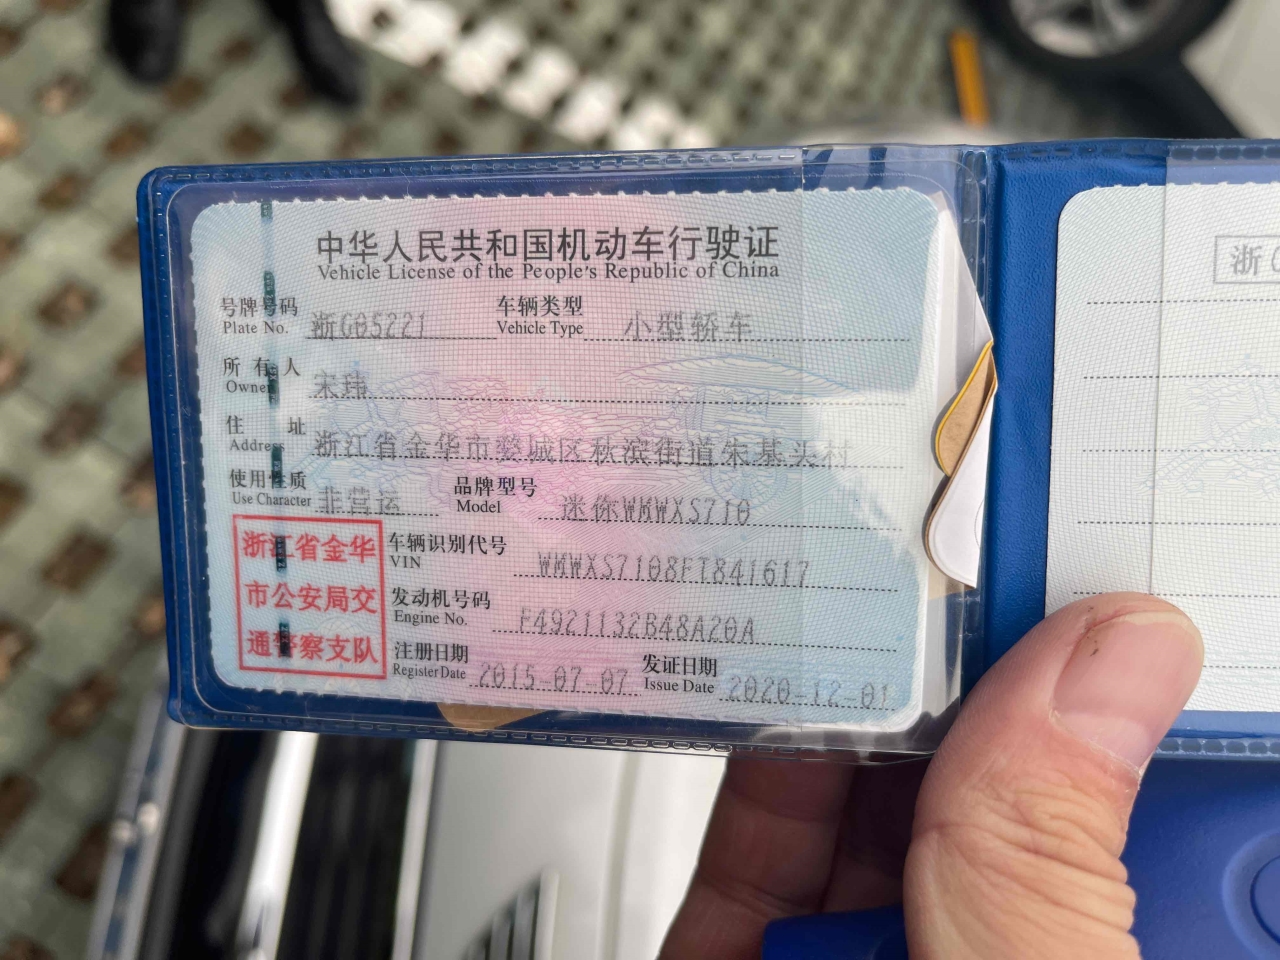 中华人民共和国机动车行驶证
Vehicle License of the People's Republic of China
号牌号码 浙G05221 车辆类型 小型轿车
Plate No. Vehicle Type
所有人 宋玮
Owner
住址 浙江省金华市婺城区秋滨街道朱基头村
Address
使用性质 非营运 品牌型号 迷你WMWXS710
Use Character Model
浙江省金华
市公安局交
通警察支队
车辆识别代号 WMWXS7108FT841617
VIN
发动机号码 F4921132B48A20A
Engine No.
注册日期 2015-07-07 发证日期 2020-12-01
Register Date Issue Date
浙